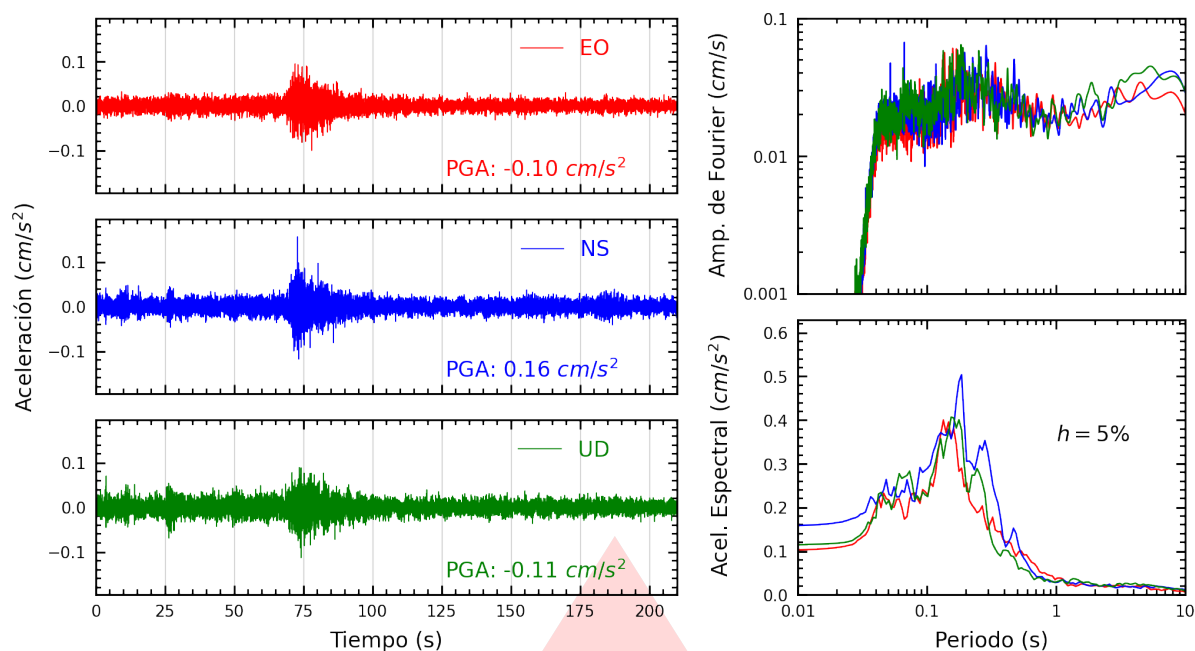 Aceleración (cm/s²)
0.1
0.0
−0.1
EO
PGA: -0.10 cm/s²
0.1
0.0
−0.1
NS
PGA: 0.16 cm/s²
0.1
0.0
−0.1
UD
PGA: -0.11 cm/s²
0 25 50 75 100 125 150 175 200
Tiempo (s)
Amp. de Fourier (cm/s)
0.1
0.01
0.001
Acel. Espectral (cm/s²)
0.6
0.5
0.4
0.3
0.2
0.1
0.0
h = 5%
0.01 0.1 1 10
Periodo (s)